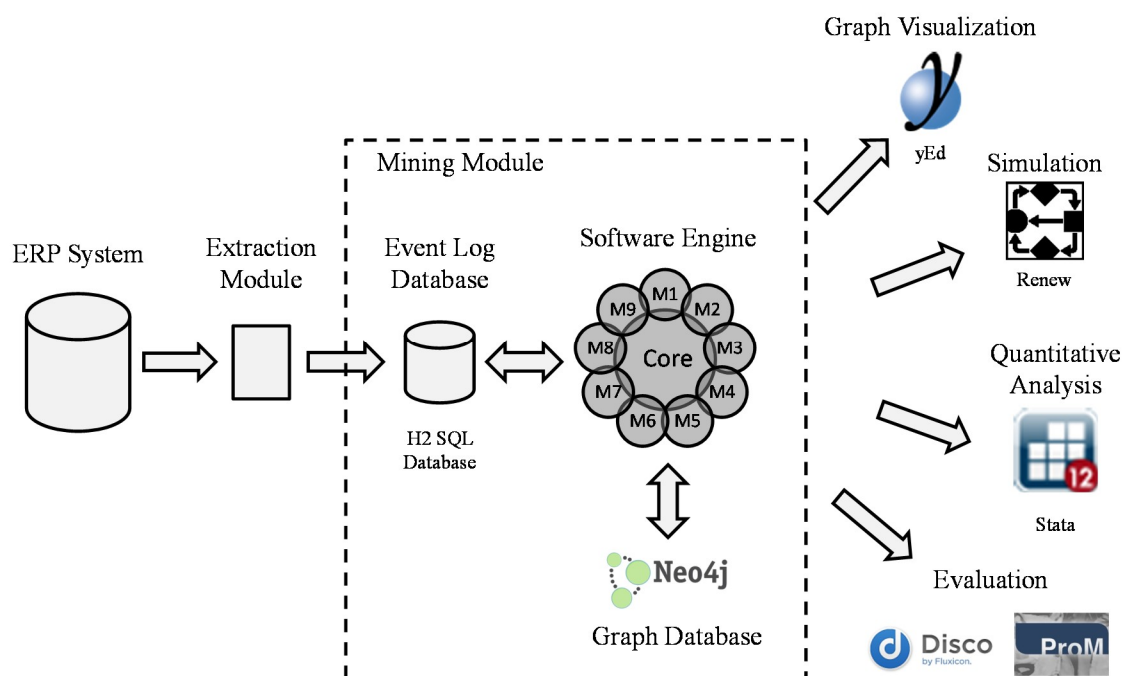 Graph Visualization
yEd
Simulation
Renew
Mining Module
ERP System
Extraction
Module
Event Log
Database
H2 SQL
Database
Software Engine
M1
M2
M3
M4
M5
M6
M7
M8
M9
Core
Neo4j
Graph Database
Quantitative
Analysis
12
Stata
Evaluation
Disco
by Fluxicon.
ProM